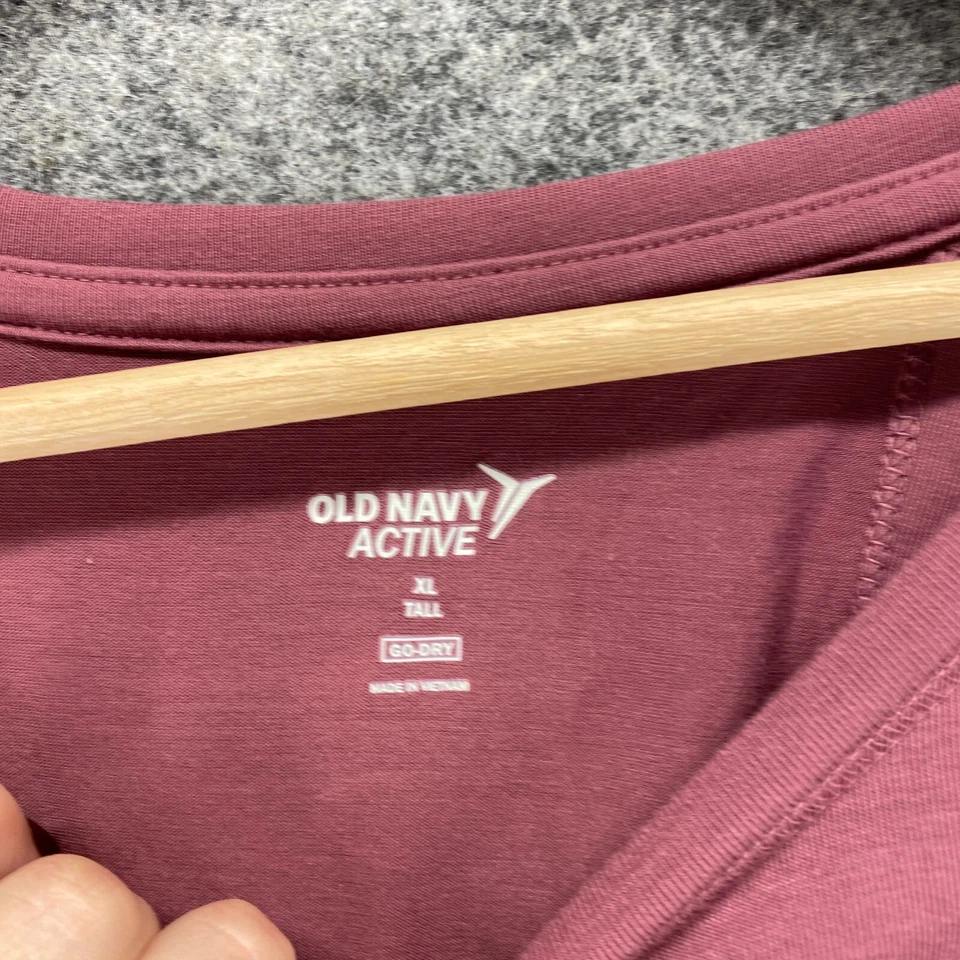 OLD NAVY
ACTIVE
XL
TALL
GO-DRY
MADE IN VIETNAM